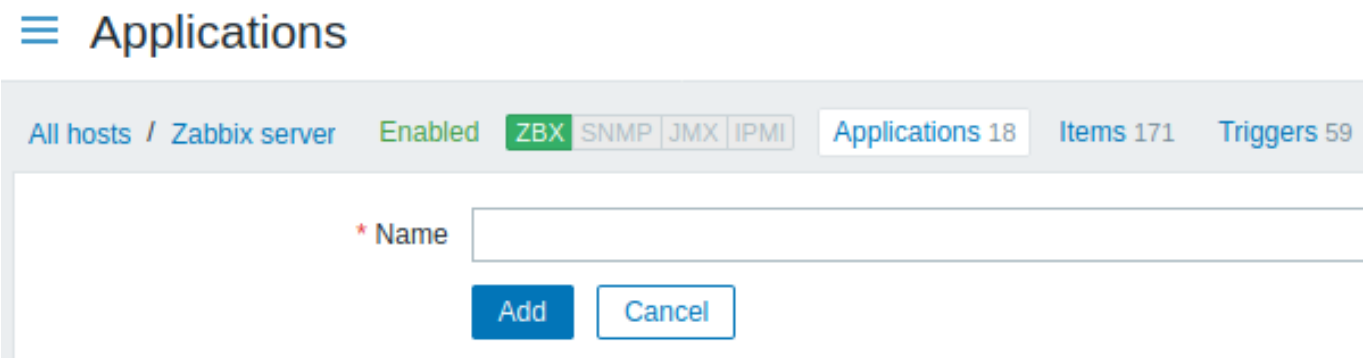 Applications
All hosts / Zabbix server Enabled ZBX SNMP JMX IPMI Applications 18 Items 171 Triggers 59
* Name
Add Cancel